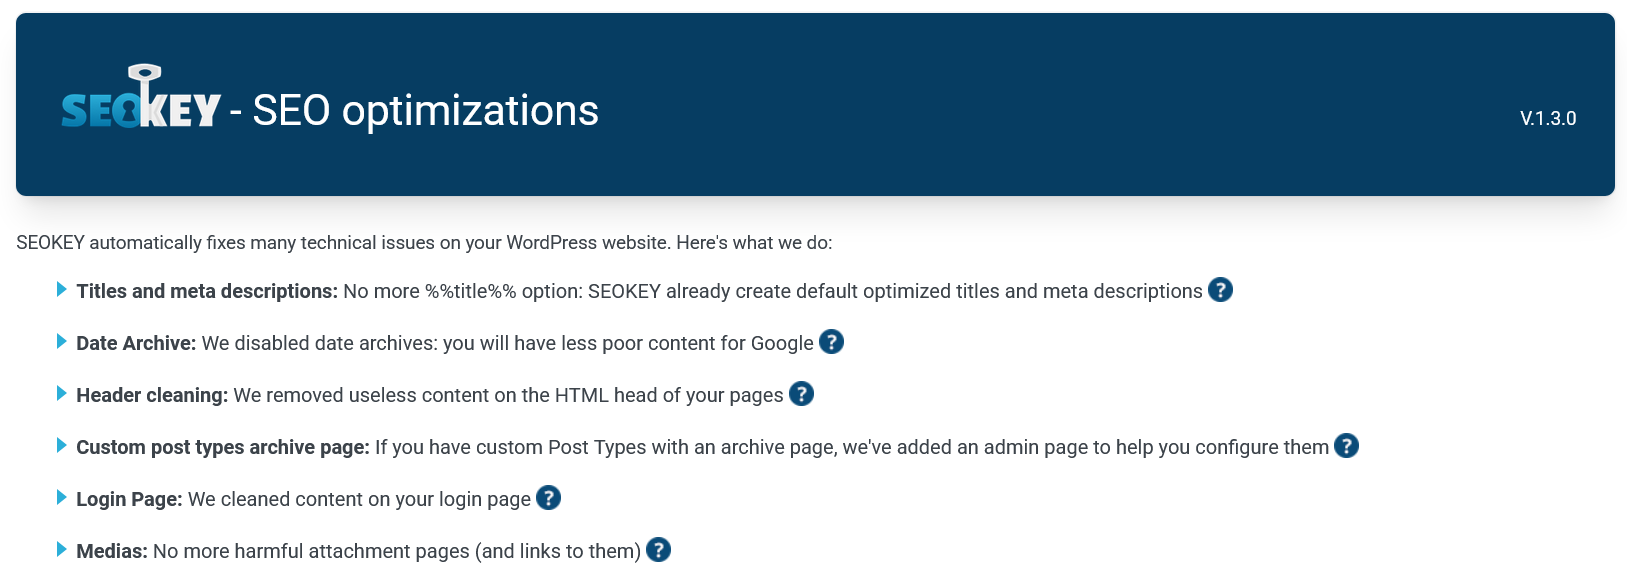 SEOKEY - SEO optimizations
V.1.3.0
SEOKEY automatically fixes many technical issues on your WordPress website. Here's what we do:
Titles and meta descriptions: No more %%title%% option: SEOKEY already create default optimized titles and meta descriptions ?
Date Archive: We disabled date archives: you will have less poor content for Google ?
Header cleaning: We removed useless content on the HTML head of your pages ?
Custom post types archive page: If you have custom Post Types with an archive page, we've added an admin page to help you configure them ?
Login Page: We cleaned content on your login page ?
Medias: No more harmful attachment pages (and links to them) ?